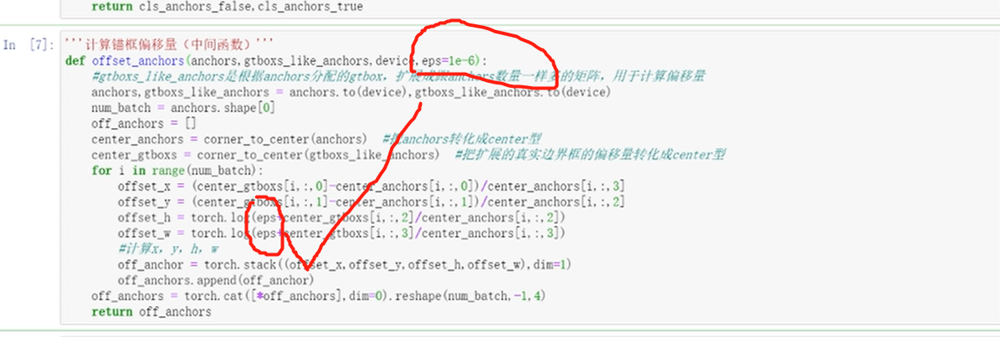 return cls_anchors_false,cls_anchors_true
In [7]: '''计算锚框偏移量（中间函数）'''
def offset_anchors(anchors,gtboxs_like_anchors,device,eps=1e-6):
#gtboxs_like_anchors是根据anchors分配的gtbox，扩展成跟anchors数量一样多的矩阵，用于计算偏移量
anchors,gtboxs_like_anchors = anchors.to(device),gtboxs_like_anchors.to(device)
num_batch = anchors.shape[0]
off_anchors = []
center_anchors = corner_to_center(anchors) #把anchors转化成center型
center_gtboxs = corner_to_center(gtboxs_like_anchors) #把扩展的真实边界框的偏移量转化成center型
for i in range(num_batch):
offset_x = (center_gtboxs[i,:,0]-center_anchors[i,:,0])/center_anchors[i,:,3]
offset_y = (center_gtboxs[i,:,1]-center_anchors[i,:,1])/center_anchors[i,:,2]
offset_h = torch.log(eps+center_gtboxs[i,:,2]/center_anchors[i,:,2])
offset_w = torch.log(eps+center_gtboxs[i,:,3]/center_anchors[i,:,3])
#计算x，y，h，w
off_anchor = torch.stack((offset_x,offset_y,offset_h,offset_w),dim=1)
off_anchors.append(off_anchor)
off_anchors = torch.cat([*off_anchors],dim=0).reshape(num_batch,-1,4)
return off_anchors